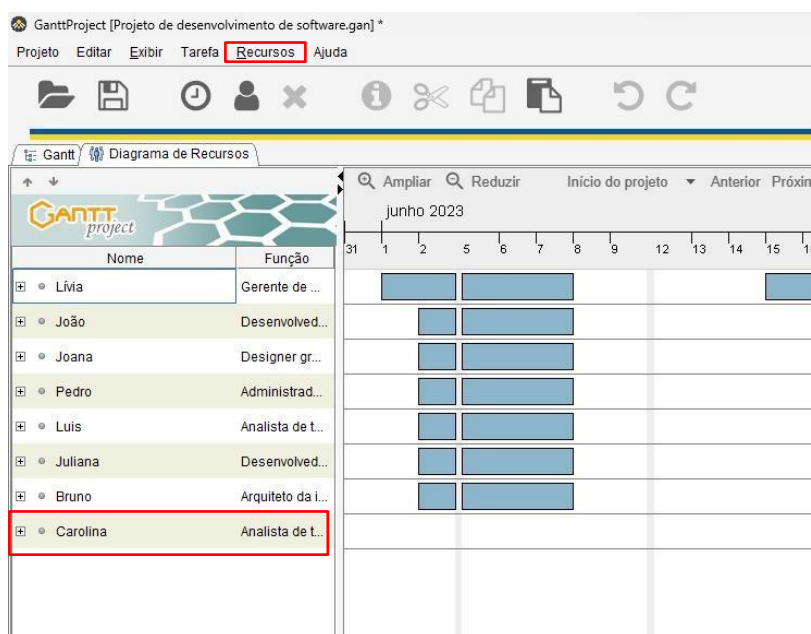 GanttProject [Projeto de desenvolvimento de software.gan] *
Projeto Editar Exibir Tarefa Recursos Ajuda
Gantt Diagrama de Recursos
Ampliar Reduzir Início do projeto Anterior Próxin
GANTT project
junho 2023
Nome Função
31 1 2 5 6 7 8 9 12 13 14 15
Lívia Gerente de ...
João Desenvolved...
Joana Designer gr...
Pedro Administrad...
Luis Analista de t...
Juliana Desenvolved...
Bruno Arquiteto da i...
Carolina Analista de t...